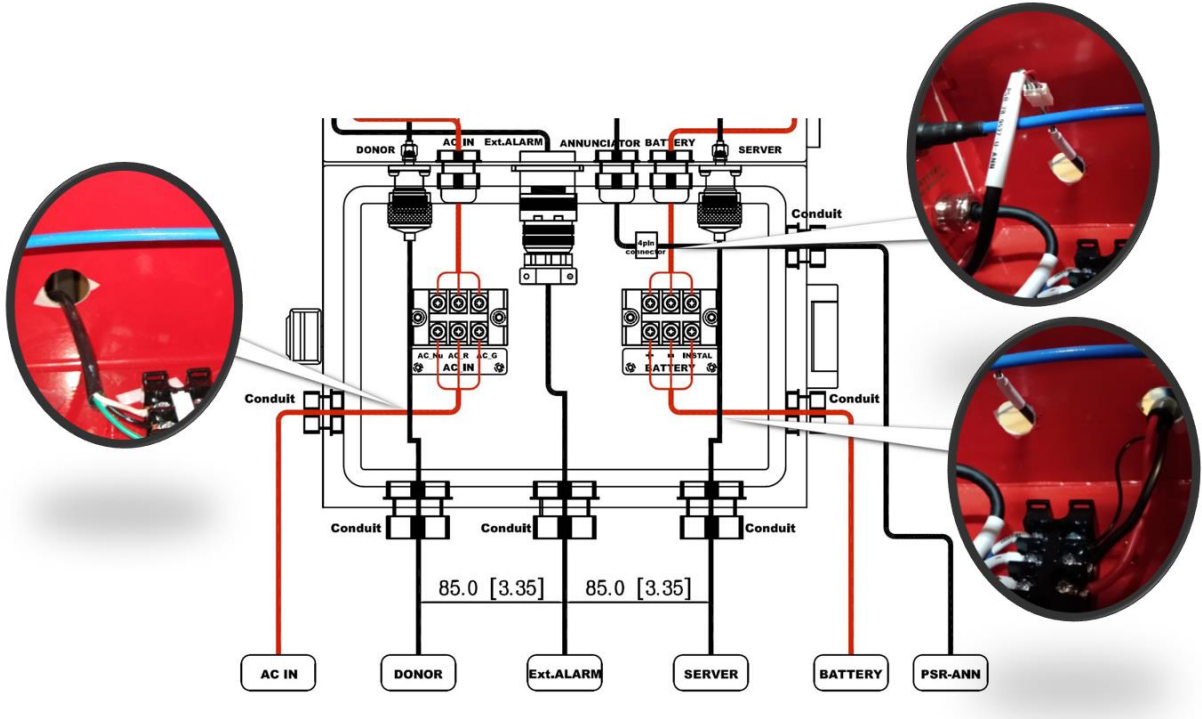 DONOR
AC IN
Ext.ALARM
ANNUNCIATOR
BATTERY
SERVER
Conduit
4pin
connector
AC_Nu AC_R AC_G
AC IN
+ - INSTAL
BATTERY
Conduit
Conduit
Conduit
Conduit
Conduit
85.0 [3.35]
85.0 [3.35]
AC IN
DONOR
Ext.ALARM
SERVER
BATTERY
PSR-ANN